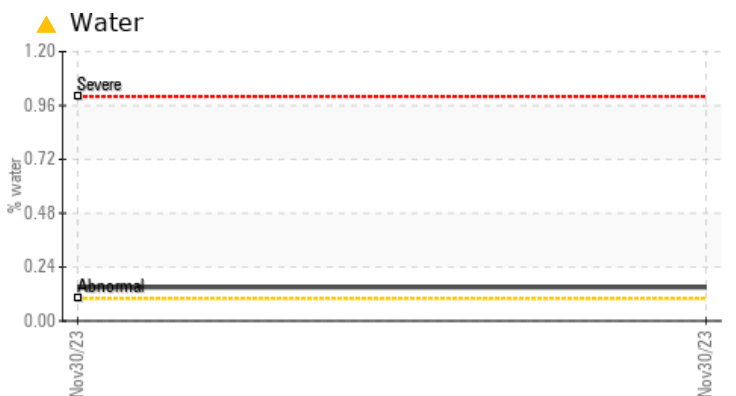 Water
1.20
Severe
0.96
0.72
% water
0.48
0.24
Abnormal
0.00
Nov30/23
Nov30/23